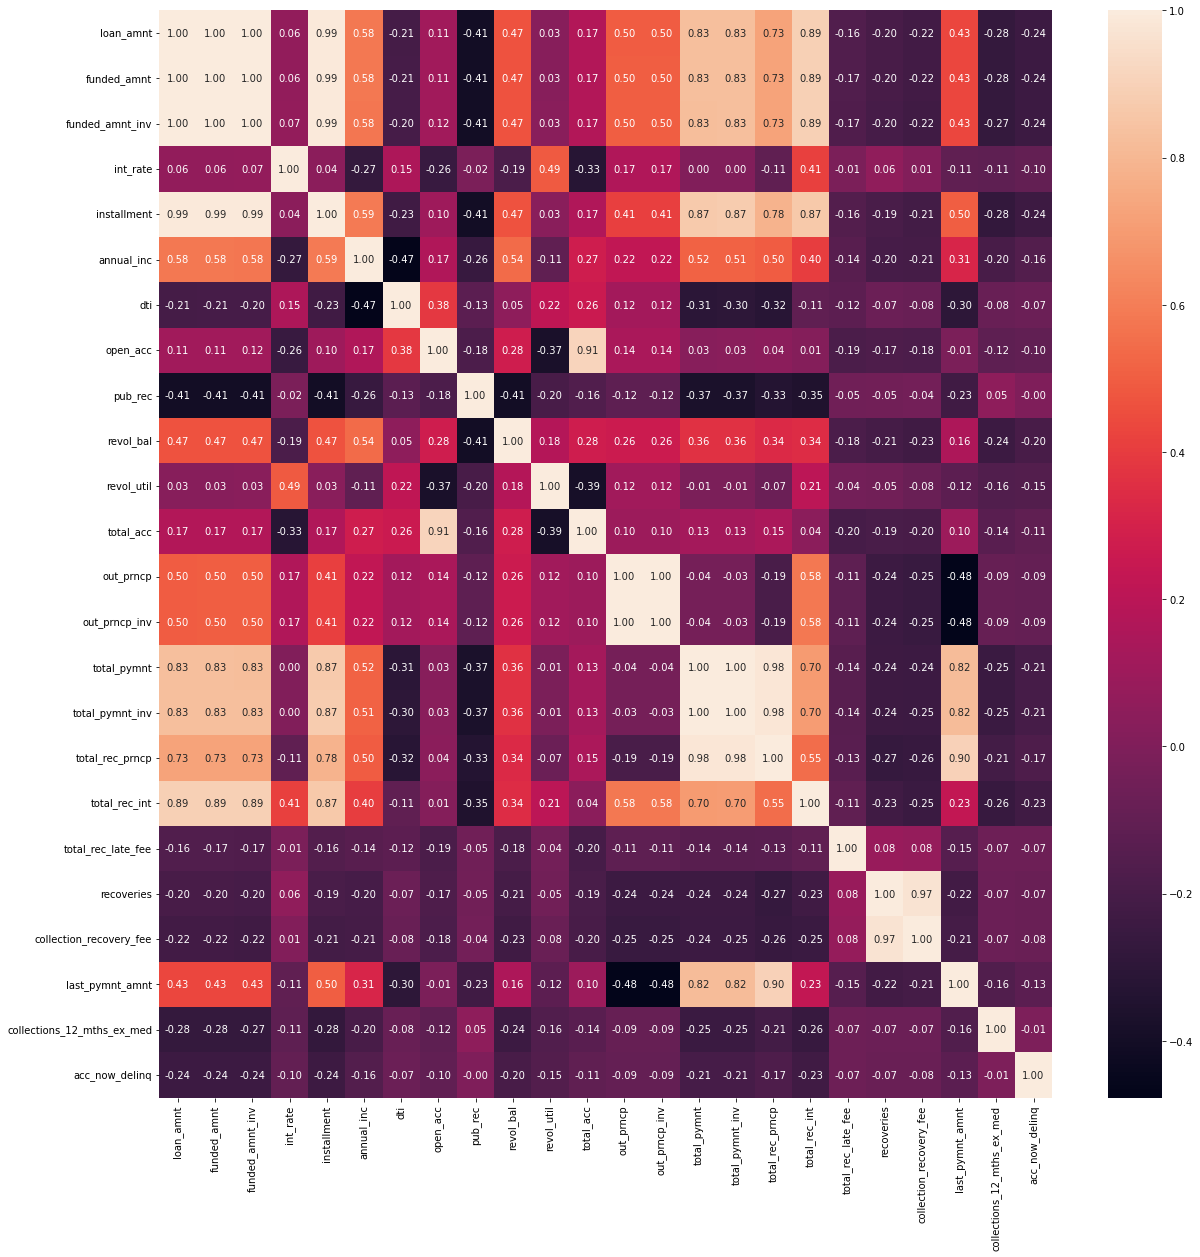 loan_amnt 1.00 1.00 1.00 0.06 0.99 0.58 -0.21 0.11 -0.41 0.47 0.03 0.17 0.50 0.50 0.83 0.83 0.73 0.89 -0.16 -0.20 -0.22 0.43 -0.28 -0.24
funded_amnt 1.00 1.00 1.00 0.06 0.99 0.58 -0.21 0.11 -0.41 0.47 0.03 0.17 0.50 0.50 0.83 0.83 0.73 0.89 -0.17 -0.20 -0.22 0.43 -0.28 -0.24
funded_amnt_inv 1.00 1.00 1.00 0.07 0.99 0.58 -0.20 0.12 -0.41 0.47 0.03 0.17 0.50 0.50 0.83 0.83 0.73 0.89 -0.17 -0.20 -0.22 0.43 -0.27 -0.24
int_rate 0.06 0.06 0.07 1.00 0.04 -0.27 0.15 -0.26 -0.02 -0.19 0.49 -0.33 0.17 0.17 0.00 0.00 -0.11 0.41 -0.01 0.06 0.01 -0.11 -0.11 -0.10
installment 0.99 0.99 0.99 0.04 1.00 0.59 -0.23 0.10 -0.41 0.47 0.03 0.17 0.41 0.41 0.87 0.87 0.78 0.87 -0.16 -0.19 -0.21 0.50 -0.28 -0.24
annual_inc 0.58 0.58 0.58 -0.27 0.59 1.00 -0.47 0.17 -0.26 0.54 -0.11 0.27 0.22 0.22 0.52 0.51 0.50 0.40 -0.14 -0.20 -0.21 0.31 -0.20 -0.16
dti -0.21 -0.21 -0.20 0.15 -0.23 -0.47 1.00 0.38 -0.13 0.05 0.22 0.26 0.12 0.12 -0.31 -0.30 -0.32 -0.11 -0.12 -0.07 -0.08 -0.30 -0.08 -0.07
open_acc 0.11 0.11 0.12 -0.26 0.10 0.17 0.38 1.00 -0.18 0.28 -0.37 0.91 0.14 0.14 0.03 0.03 0.04 0.01 -0.19 -0.17 -0.18 -0.01 -0.12 -0.10
pub_rec -0.41 -0.41 -0.41 -0.02 -0.41 -0.26 -0.13 -0.18 1.00 -0.41 -0.20 -0.16 -0.12 -0.12 -0.37 -0.37 -0.33 -0.35 -0.05 -0.05 -0.04 -0.23 0.05 -0.00
revol_bal 0.47 0.47 0.47 -0.19 0.47 0.54 0.05 0.28 -0.41 1.00 0.18 0.28 0.26 0.26 0.36 0.36 0.34 0.34 -0.18 -0.21 -0.23 0.16 -0.24 -0.20
revol_util 0.03 0.03 0.03 0.49 0.03 -0.11 0.22 -0.37 -0.20 0.18 1.00 -0.39 0.12 0.12 -0.01 -0.01 -0.07 0.21 -0.04 -0.05 -0.08 -0.12 -0.16 -0.15
total_acc 0.17 0.17 0.17 -0.33 0.17 0.27 0.26 0.91 -0.16 0.28 -0.39 1.00 0.10 0.10 0.13 0.13 0.15 0.04 -0.20 -0.19 -0.20 0.10 -0.14 -0.11
out_prncp 0.50 0.50 0.50 0.17 0.41 0.22 0.12 0.14 -0.12 0.26 0.12 0.10 1.00 1.00 -0.04 -0.03 -0.19 0.58 -0.11 -0.24 -0.25 -0.48 -0.09 -0.09
out_prncp_inv 0.50 0.50 0.50 0.17 0.41 0.22 0.12 0.14 -0.12 0.26 0.12 0.10 1.00 1.00 -0.04 -0.03 -0.19 0.58 -0.11 -0.24 -0.25 -0.48 -0.09 -0.09
total_pymnt 0.83 0.83 0.83 0.00 0.87 0.52 -0.31 0.03 -0.37 0.36 -0.01 0.13 -0.04 -0.04 1.00 1.00 0.98 0.70 -0.14 -0.24 -0.24 0.82 -0.25 -0.21
total_pymnt_inv 0.83 0.83 0.83 0.00 0.87 0.51 -0.30 0.03 -0.37 0.36 -0.01 0.13 -0.03 -0.03 1.00 1.00 0.98 0.70 -0.14 -0.24 -0.25 0.82 -0.25 -0.21
total_rec_prncp 0.73 0.73 0.73 -0.11 0.78 0.50 -0.32 0.04 -0.33 0.34 -0.07 0.15 -0.19 -0.19 0.98 0.98 1.00 0.55 -0.13 -0.27 -0.26 0.90 -0.21 -0.17
total_rec_int 0.89 0.89 0.89 0.41 0.87 0.40 -0.11 0.01 -0.35 0.34 0.21 0.04 0.58 0.58 0.70 0.70 0.55 1.00 -0.11 -0.23 -0.25 0.23 -0.26 -0.23
total_rec_late_fee -0.16 -0.17 -0.17 -0.01 -0.16 -0.14 -0.12 -0.19 -0.05 -0.18 -0.04 -0.20 -0.11 -0.11 -0.14 -0.14 -0.13 -0.11 1.00 0.08 0.08 -0.15 -0.07 -0.07
recoveries -0.20 -0.20 -0.20 0.06 -0.19 -0.20 -0.07 -0.17 -0.05 -0.21 -0.05 -0.19 -0.24 -0.24 -0.24 -0.24 -0.27 -0.23 0.08 1.00 0.97 -0.22 -0.07 -0.07
collection_recovery_fee -0.22 -0.22 -0.22 0.01 -0.21 -0.21 -0.08 -0.18 -0.04 -0.23 -0.08 -0.20 -0.25 -0.25 -0.24 -0.25 -0.26 -0.25 0.08 0.97 1.00 -0.21 -0.07 -0.08
last_pymnt_amnt 0.43 0.43 0.43 -0.11 0.50 0.31 -0.30 -0.01 -0.23 0.16 -0.12 0.10 -0.48 -0.48 0.82 0.82 0.90 0.23 -0.15 -0.22 -0.21 1.00 -0.16 -0.13
collections_12_mths_ex_med -0.28 -0.28 -0.27 -0.11 -0.28 -0.20 -0.08 -0.12 0.05 -0.24 -0.16 -0.14 -0.09 -0.09 -0.25 -0.25 -0.21 -0.26 -0.07 -0.07 -0.07 -0.16 1.00 -0.01
acc_now_delinq -0.24 -0.24 -0.24 -0.10 -0.24 -0.16 -0.07 -0.10 -0.00 -0.20 -0.15 -0.11 -0.09 -0.09 -0.21 -0.21 -0.17 -0.23 -0.07 -0.07 -0.08 -0.13 -0.01 1.00
loan_amnt
funded_amnt
funded_amnt_inv
int_rate
installment
annual_inc
dti
open_acc
pub_rec
revol_bal
revol_util
total_acc
out_prncp
out_prncp_inv
total_pymnt
total_pymnt_inv
total_rec_prncp
total_rec_int
total_rec_late_fee
recoveries
collection_recovery_fee
last_pymnt_amnt
collections_12_mths_ex_med
acc_now_delinq
1.0
0.8
0.6
0.4
0.2
0.0
−0.2
−0.4